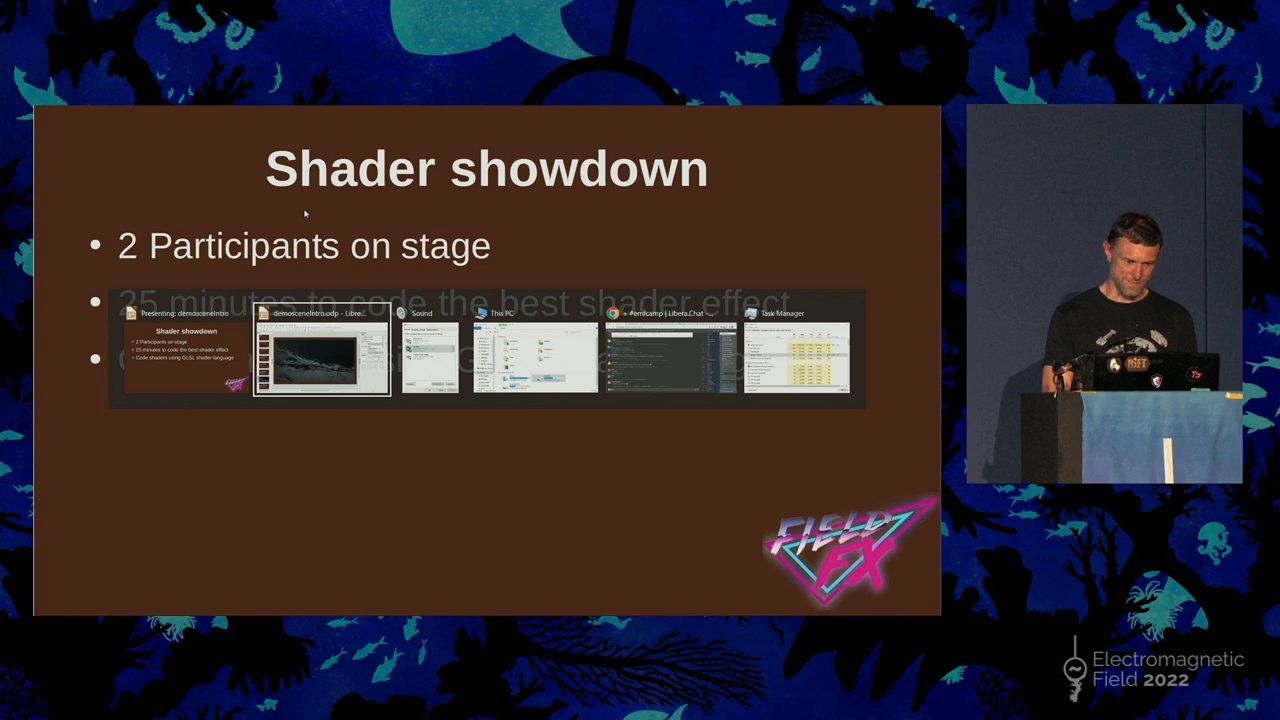 Shader showdown
• 2 Participants on stage
• 25 minutes to code the best shader effect
Presenting: demosceneIntro
demosceneIntro.odp - Libre...
Sound
This PC
+ #emfcamp | Libera.Chat -...
Task Manager
Shader showdown
• 2 Participants on stage
• 25 minutes to code the best shader effect
• Code shaders using GLSL shader language
FIELD
FX
RIFT
Electromagnetic
Field 2022